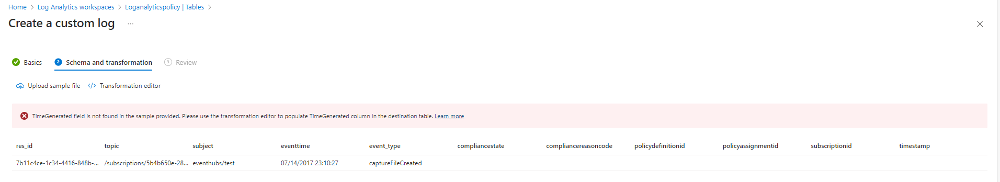 Home > Log Analytics workspaces > Loganalyticspolicy | Tables >
Create a custom log ...
Basics 2 Schema and transformation 3 Review
Upload sample file </> Transformation editor
TimeGenerated field is not found in the sample provided. Please use the transformation editor to populate TimeGenerated column in the destination table. Learn more
res_id topic subject eventtime event_type compliancestate compliancereasoncode policydefinitionid policyassignmentid subscriptionid timestamp
7b11c4ce-1c34-4416-848b-... /subscriptions/5b4b650e-28... eventhubs/test 07/14/2017 23:10:27 captureFileCreated